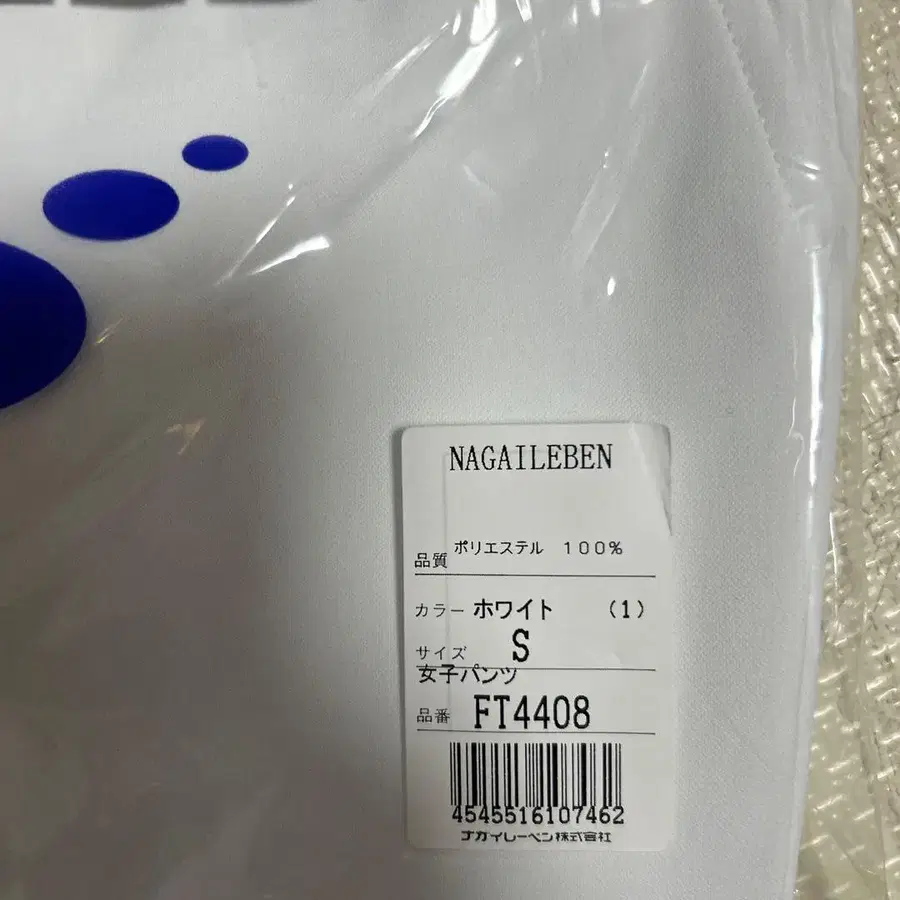 NAGAILEBEN
品質 ポリエステル 100%
カラー ホワイト (1)
サイズ S
女子パンツ
品番 FT4408
4545516107462
ナガイレーベン株式会社